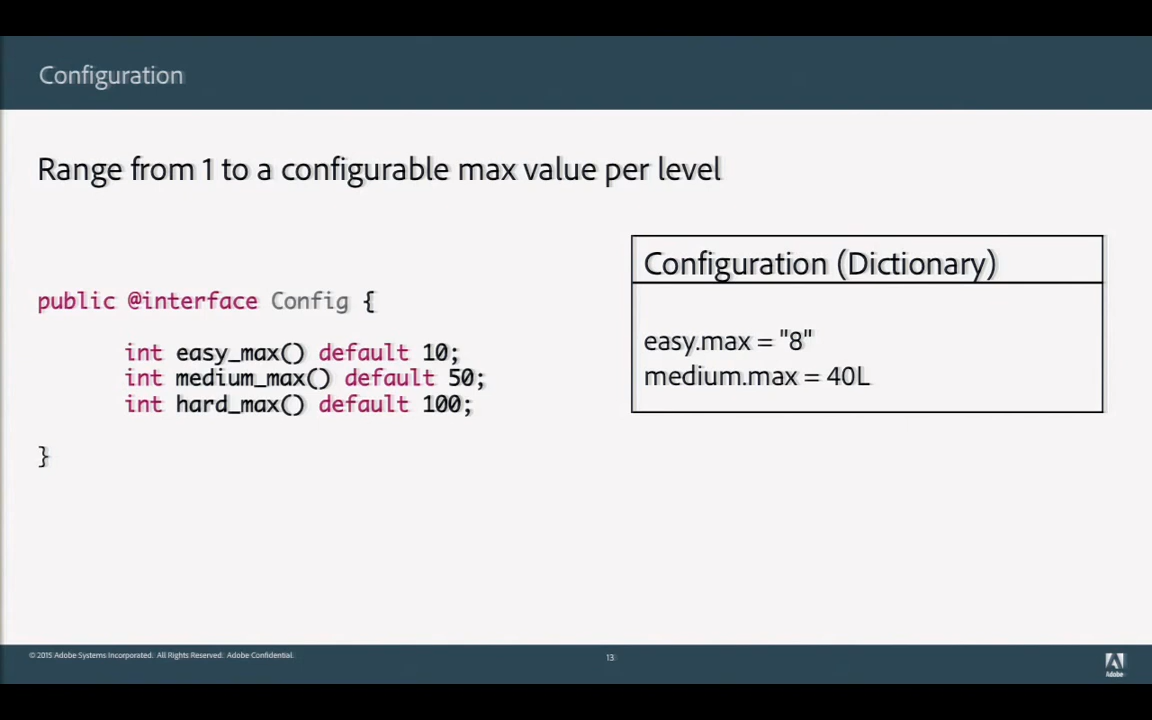 Configuration
Range from 1 to a configurable max value per level
public @interface Config {
int easy_max() default 10;
int medium_max() default 50;
int hard_max() default 100;
}
Configuration (Dictionary)
easy.max = "8"
medium.max = 40L
© 2015 Adobe Systems Incorporated. All Rights Reserved. Adobe Confidential.
13
Adobe